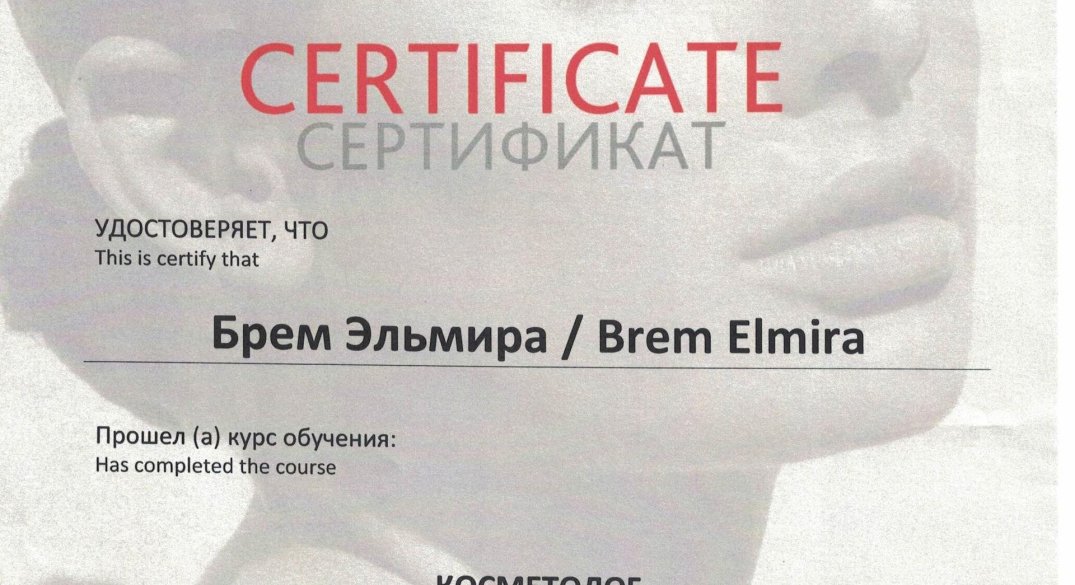 CERTIFICATE
СЕРТИФИКАТ
УДОСТОВЕРЯЕТ, ЧТО
This is certify that
Брем Эльмира / Brem Elmira
Прошел (а) курс обучения:
Has completed the course
КОСМЕТОЛОГ